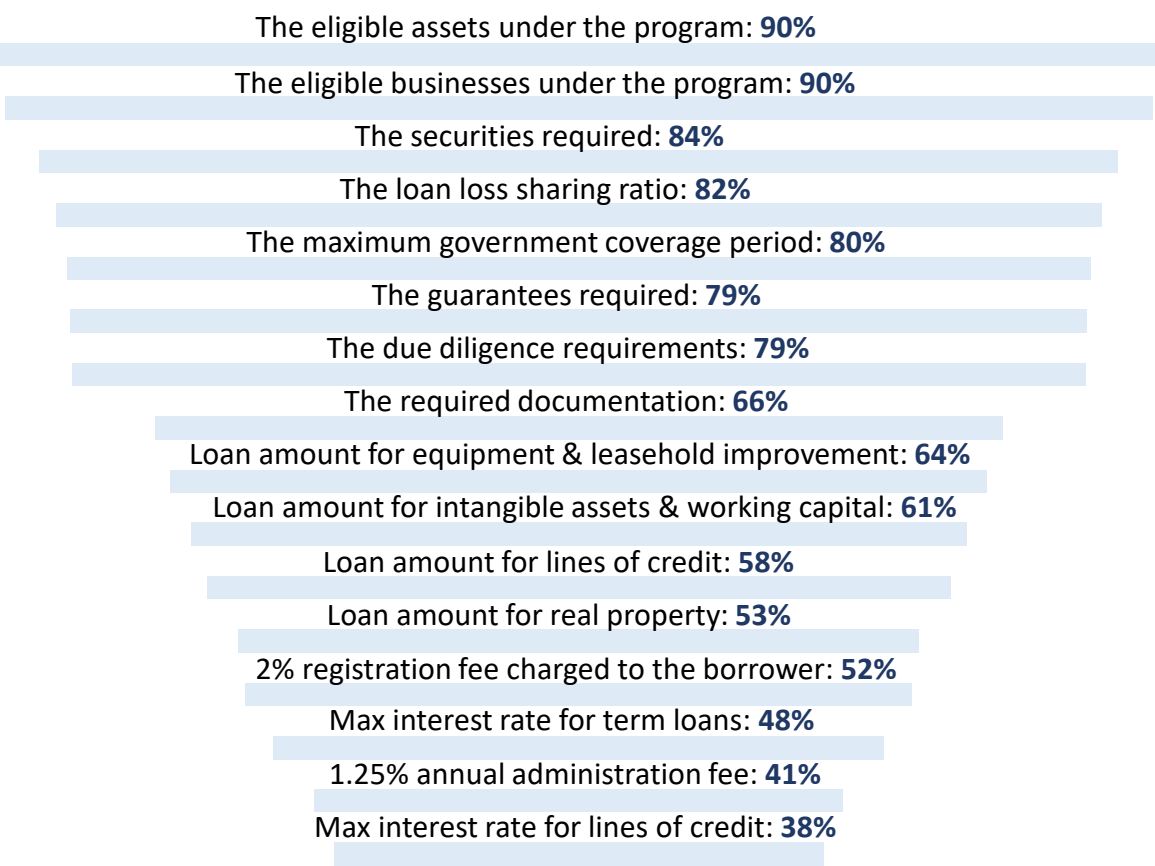 The eligible assets under the program: 90%
The eligible businesses under the program: 90%
The securities required: 84%
The loan loss sharing ratio: 82%
The maximum government coverage period: 80%
The guarantees required: 79%
The due diligence requirements: 79%
The required documentation: 66%
Loan amount for equipment & leasehold improvement: 64%
Loan amount for intangible assets & working capital: 61%
Loan amount for lines of credit: 58%
Loan amount for real property: 53%
2% registration fee charged to the borrower: 52%
Max interest rate for term loans: 48%
1.25% annual administration fee: 41%
Max interest rate for lines of credit: 38%